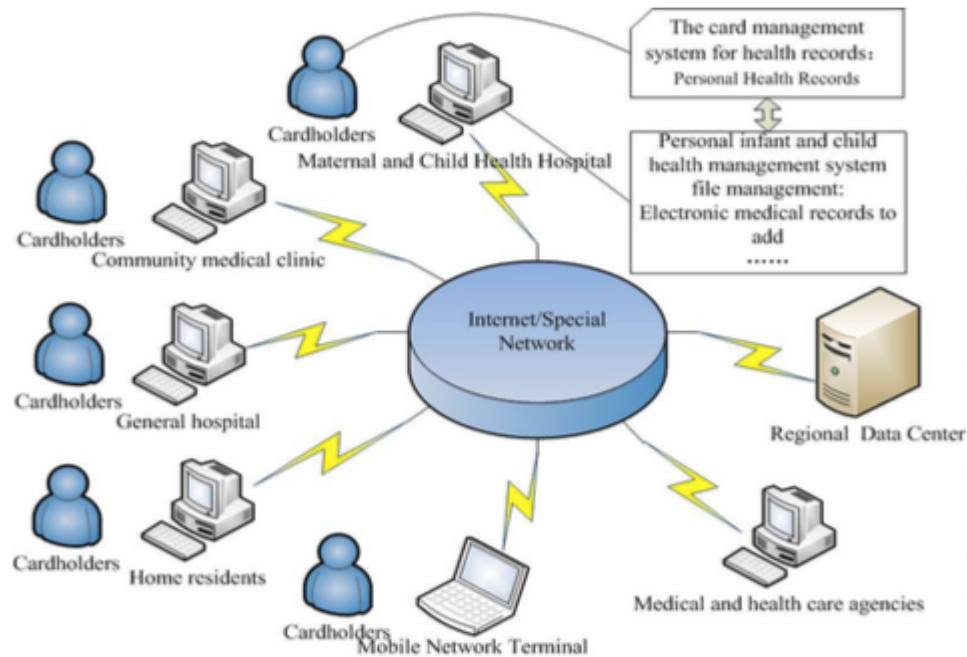 The card management
system for health records:
Personal Health Records
Cardholders
Maternal and Child Health Hospital
Personal infant and child
health management system
file management:
Electronic medical records to
add
......
Cardholders
Community medical clinic
Internet/Special
Network
Cardholders
General hospital
Regional Data Center
Cardholders
Home residents
Medical and health care agencies
Cardholders
Mobile Network Terminal